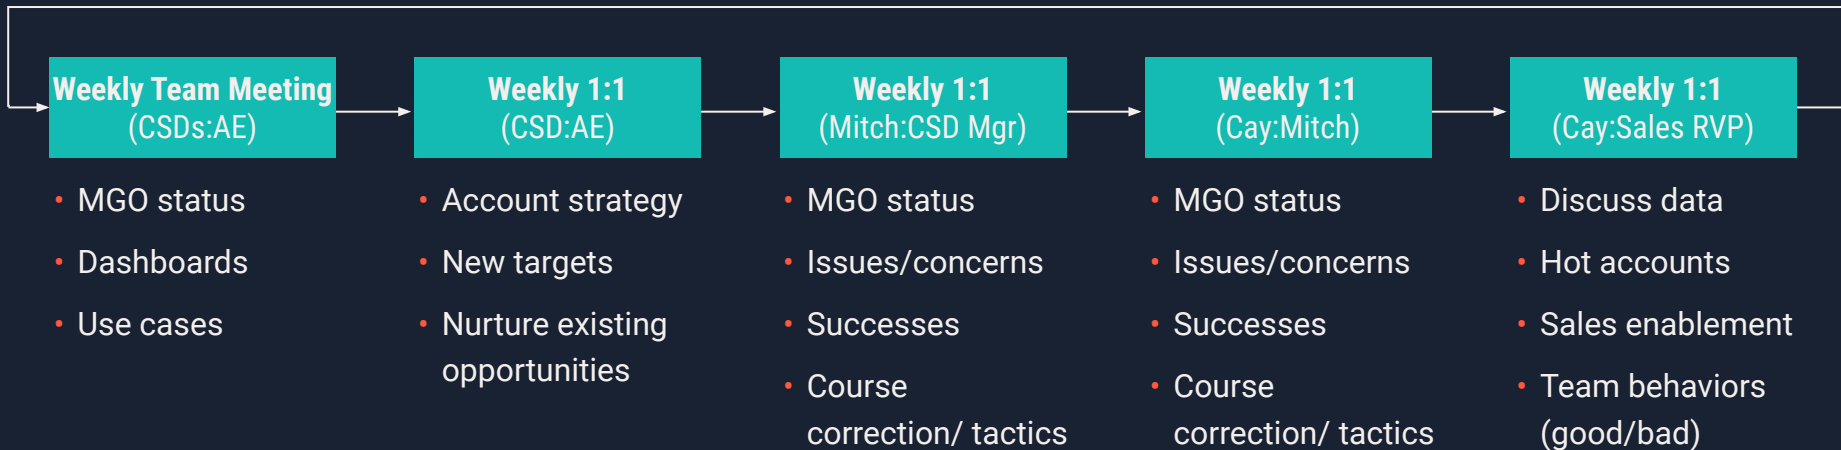 Weekly Team Meeting
(CSDs:AE)
• MGO status
• Dashboards
• Use cases
Weekly 1:1
(CSD:AE)
• Account strategy
• New targets
• Nurture existing
opportunities
Weekly 1:1
(Mitch:CSD Mgr)
• MGO status
• Issues/concerns
• Successes
• Course
correction/ tactics
Weekly 1:1
(Cay:Mitch)
• MGO status
• Issues/concerns
• Successes
• Course
correction/ tactics
Weekly 1:1
(Cay:Sales RVP)
• Discuss data
• Hot accounts
• Sales enablement
• Team behaviors
(good/bad)